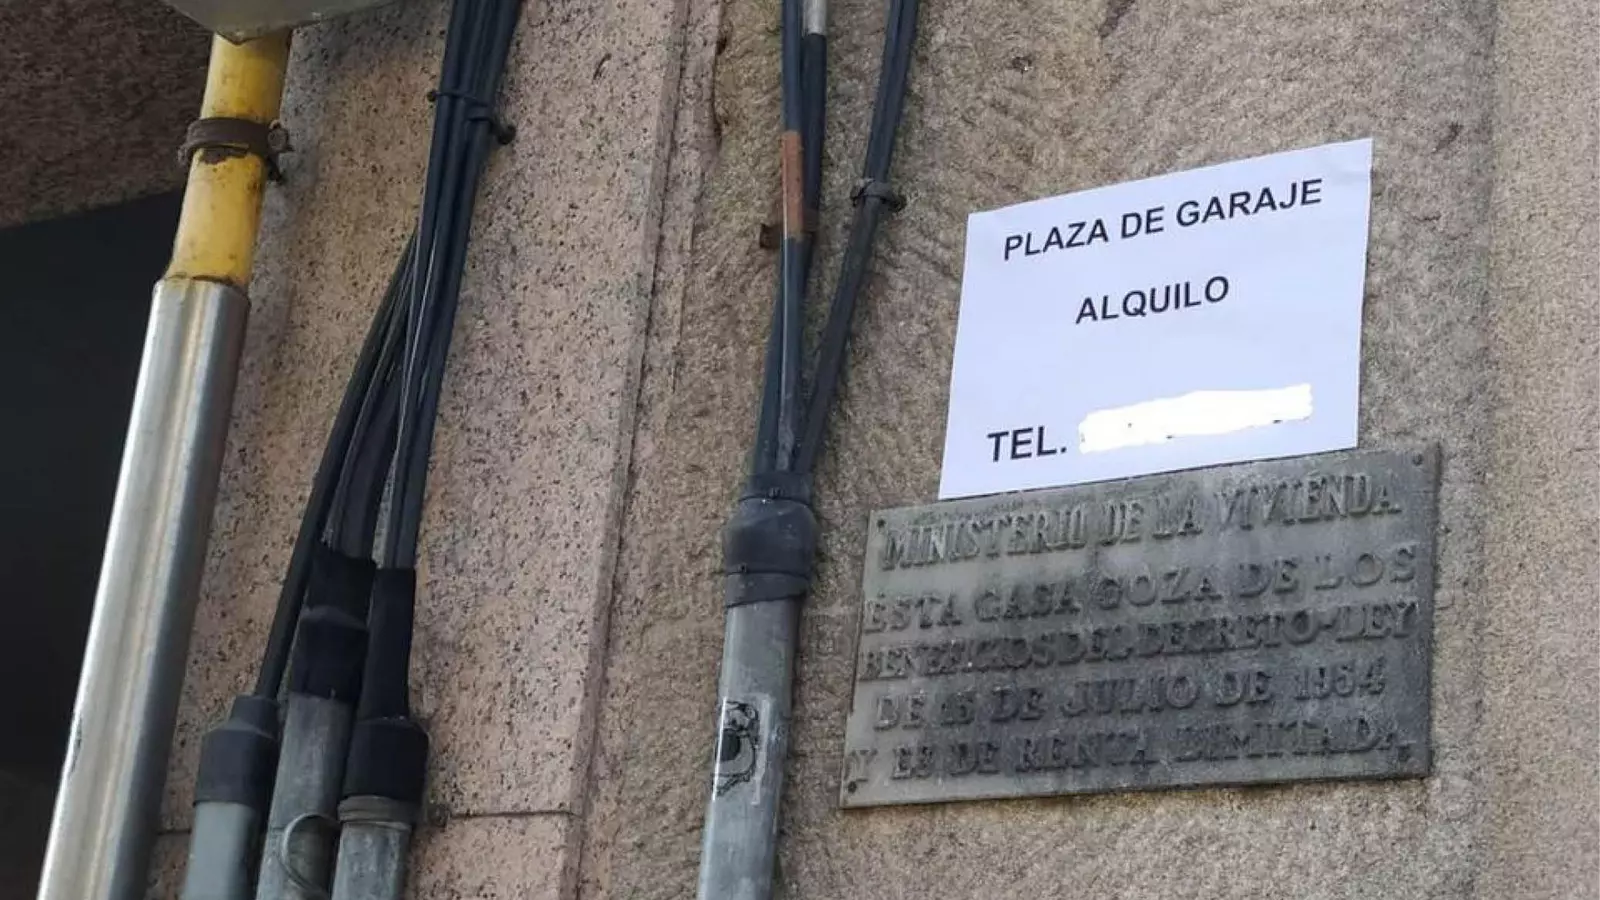 PLAZA DE GARAJE
ALQUILO
TEL.
MINISTERIO DE LA VIVIENDA
ESTA CASA GOZA DE LOS
BENEFICIOS DEL DECRETO-LEY
DE 15 DE JULIO DE 1954
Y ES DE RENTA LIMITADA